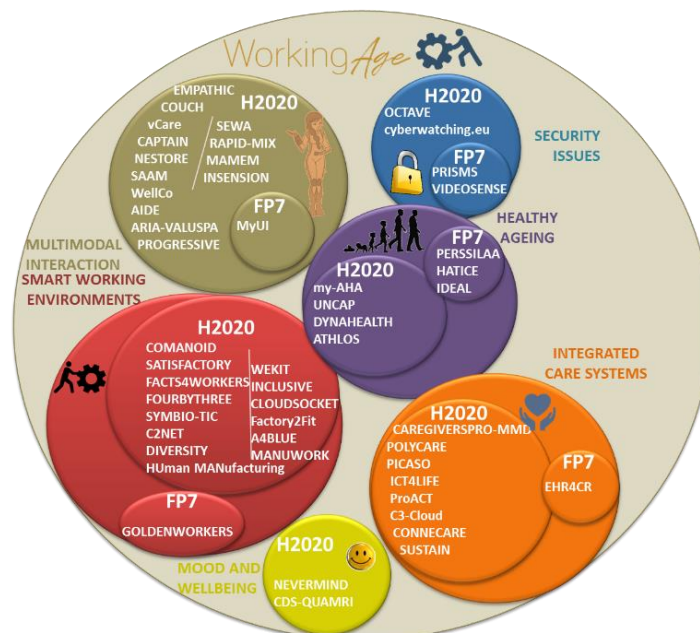 WorkingAge
H2020
EMPATHIC
COUCH
vCare
CAPTAIN
NESTORE
SAAM
WellCo
AIDE
ARIA-VALUSPA
PROGRESSIVE
SEWA
RAPID-MIX
MAMEM
INSENSION
FP7
MyUI
MULTIMODAL
INTERACTION
H2020
OCTAVE
cyberwatching.eu
FP7
PRISMS
VIDEOSENSE
SECURITY
ISSUES
HEALTHY
AGEING
FP7
PERSSILAA
HATICE
IDEAL
H2020
my-AHA
UNCAP
DYNAHEALTH
ATHLOS
SMART WORKING
ENVIRONMENTS
H2020
COMANOID
SATISFACTORY
FACTS4WORKERS
FOURBYTHREE
SYMBIO-TIC
C2NET
DIVERSITY
HUman MANufacturing
WEKIT
INCLUSIVE
CLOUDSOCKET
Factory2Fit
A4BLUE
MANUWORK
FP7
GOLDENWORKERS
INTEGRATED
CARE SYSTEMS
H2020
CAREGIVERSPRO-MMD
POLYCARE
PICASO
ICT4LIFE
ProACT
C3-Cloud
CONNECARE
SUSTAIN
FP7
EHR4CR
MOOD AND
WELLBEING
H2020
NEVERMIND
CDS-QUAMRI